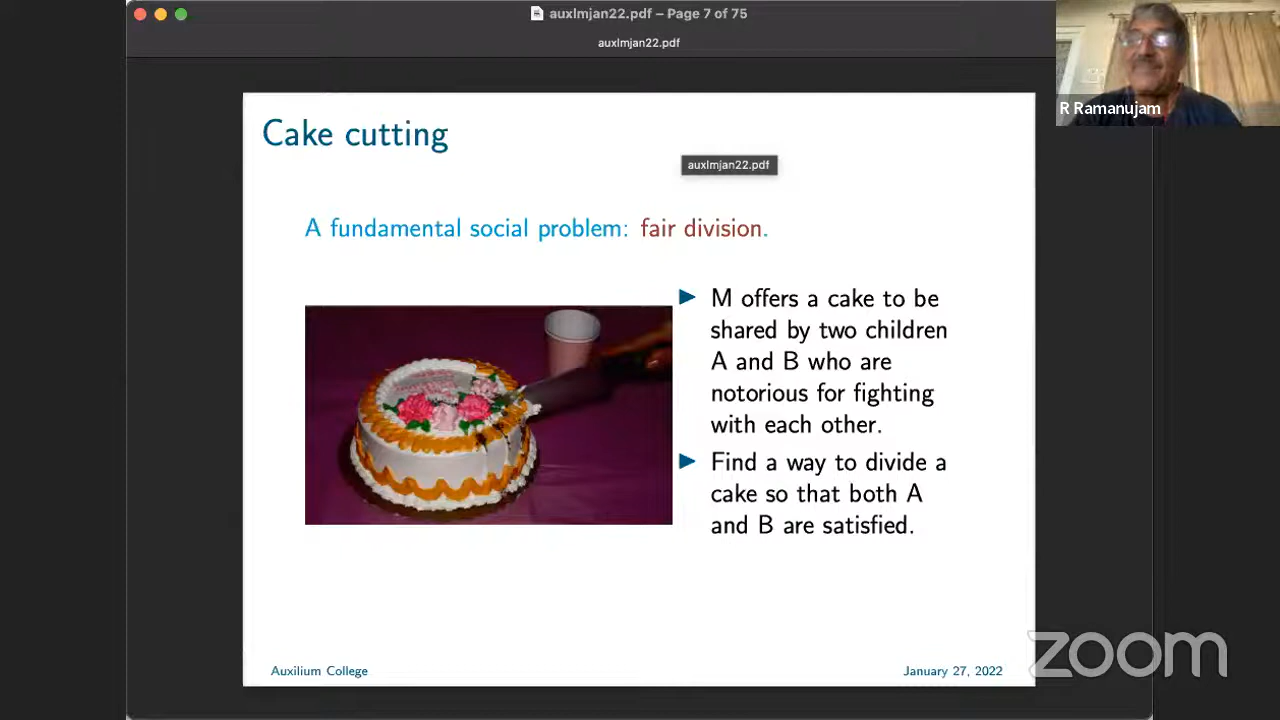 auxlmjan22.pdf – Page 7 of 75
auxlmjan22.pdf
R Ramanujam
Cake cutting
auxlmjan22.pdf
A fundamental social problem: fair division.
▶ M offers a cake to be
shared by two children
A and B who are
notorious for fighting
with each other.
▶ Find a way to divide a
cake so that both A
and B are satisfied.
Auxilium College
January 27, 2022
zoom